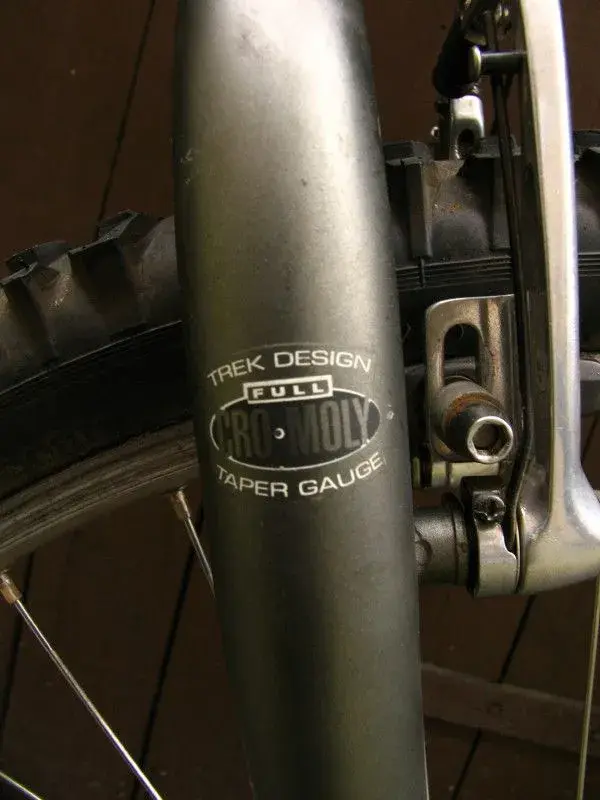 TREK DESIGN
FULL
CRO·MOLY
TAPER GAUGE